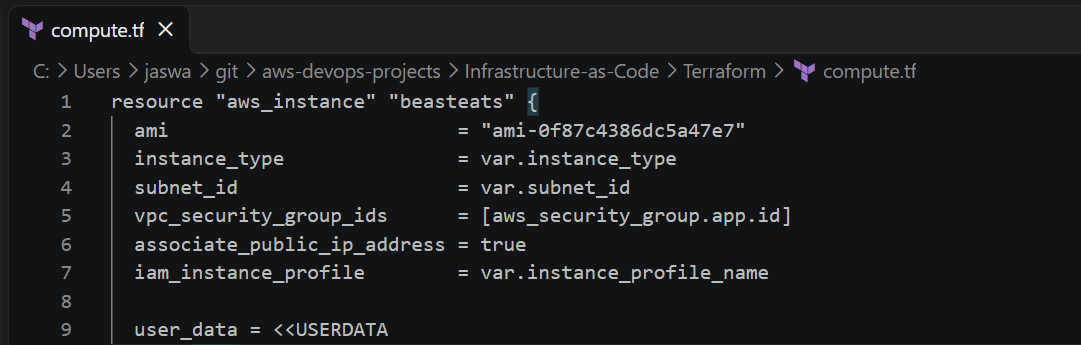 compute.tf
C: > Users > jaswa > git > aws-devops-projects > Infrastructure-as-Code > Terraform > compute.tf
1 resource "aws_instance" "beasteats" {
2   ami                         = "ami-0f87c4386dc5a47e7"
3   instance_type               = var.instance_type
4   subnet_id                   = var.subnet_id
5   vpc_security_group_ids      = [aws_security_group.app.id]
6   associate_public_ip_address = true
7   iam_instance_profile        = var.instance_profile_name
8
9   user_data = <<USERDATA